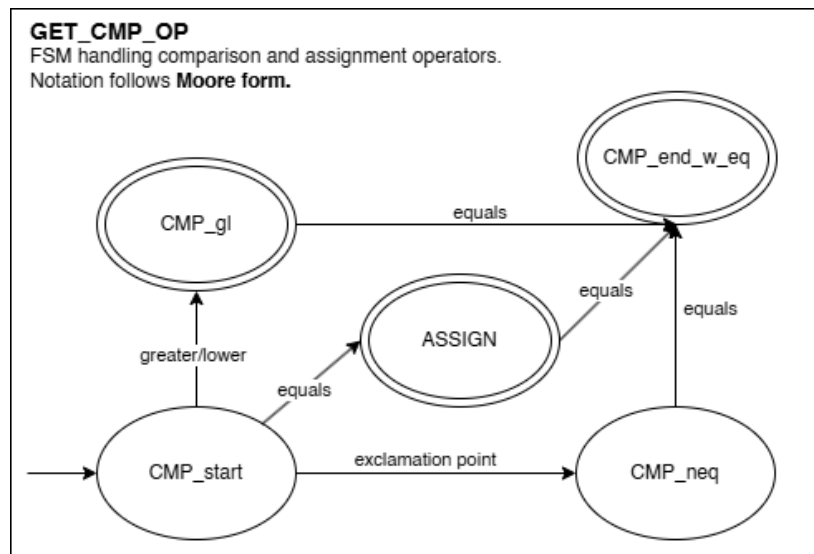 GET_CMP_OP
FSM handling comparison and assignment operators.
Notation follows Moore form.
CMP_end_w_eq
CMP_gl
equals
equals
equals
ASSIGN
greater/lower
equals
exclamation point
CMP_start
CMP_neq